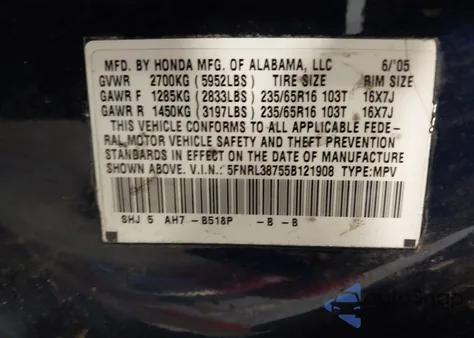 MFD. BY HONDA MFG. OF ALABAMA, LLC 6/'05
GVWR 2700KG (5952LBS) TIRE SIZE RIM SIZE
GAWR F 1285KG (2833LBS) 235/65R16 103T 16X7J
GAWR R 1450KG (3197LBS) 235/65R16 103T 16X7J
THIS VEHICLE CONFORMS TO ALL APPLICABLE FEDE-
RAL MOTOR VEHICLE SAFETY AND THEFT PREVENTION
STANDARDS IN EFFECT ON THE DATE OF MANUFACTURE
SHOWN ABOVE. V.I.N.: 5FNRL38755B121908 TYPE:MPV
SHJ 5 AH7 -B518P -B -B
AutoSnap